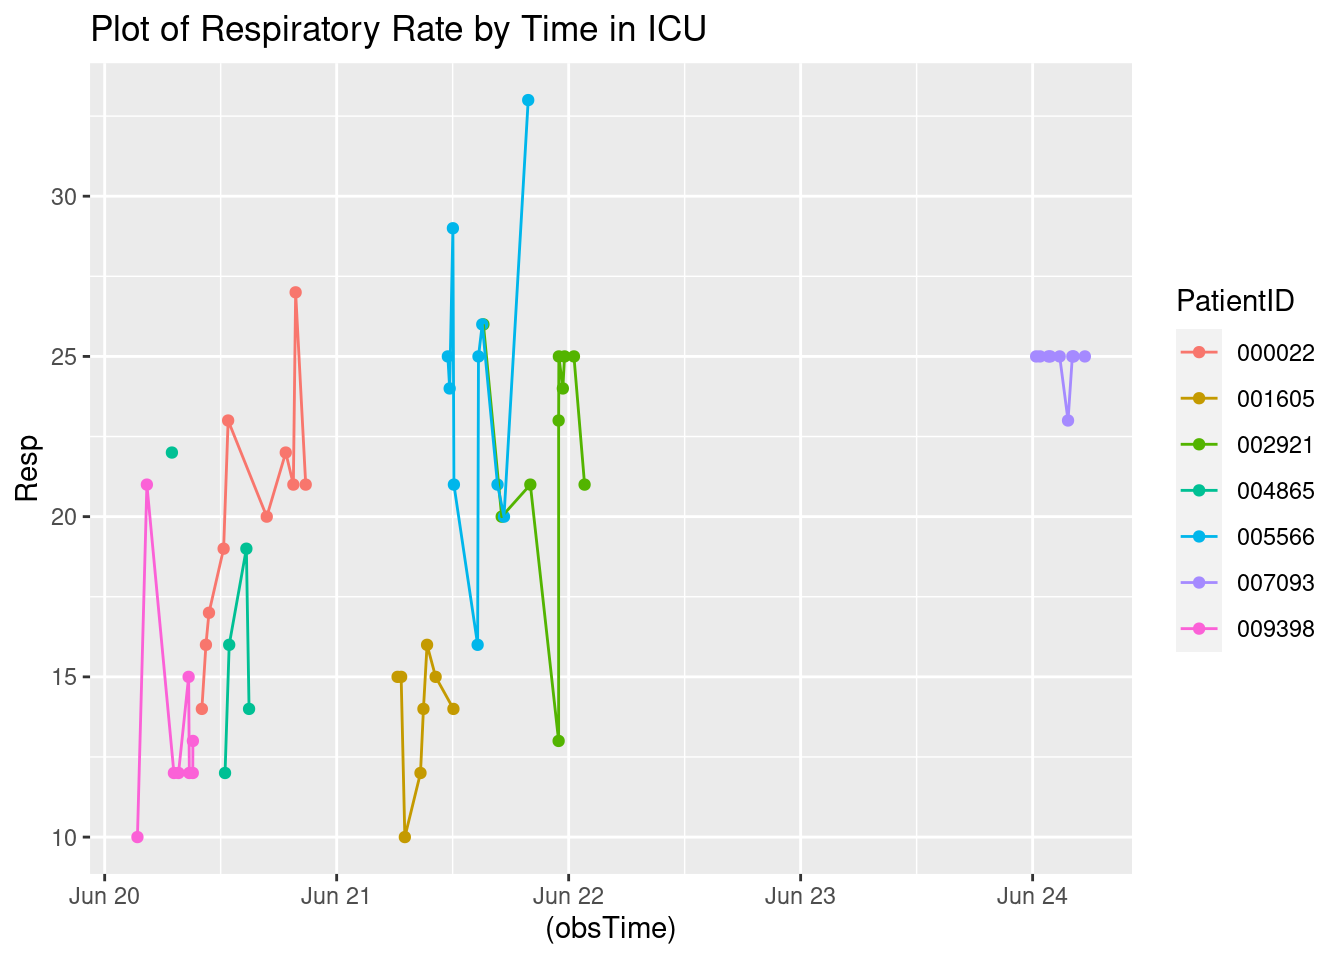 Plot of Respiratory Rate by Time in ICU
Resp
30
25
20
15
10
Jun 20
Jun 21
Jun 22
Jun 23
Jun 24
(obsTime)
PatientID
000022
001605
002921
004865
005566
007093
009398